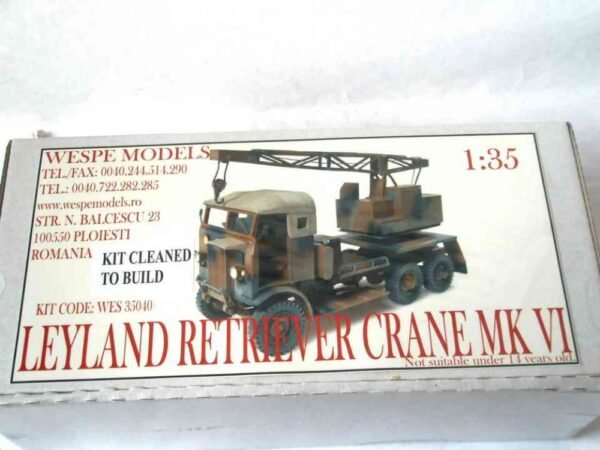 WESPE MODELS
TEL/FAX: 0040.244.514.290
TEL.: 0040.722.282.285
www.wespemodels.ro
STR. N. BALCESCU 23
100550 PLOIESTI
ROMANIA
1:35
KIT CLEANED
TO BUILD
KIT CODE: WES 35040
LEYLAND RETRIEVER CRANE MK VI
Not suitable under 14 years old.